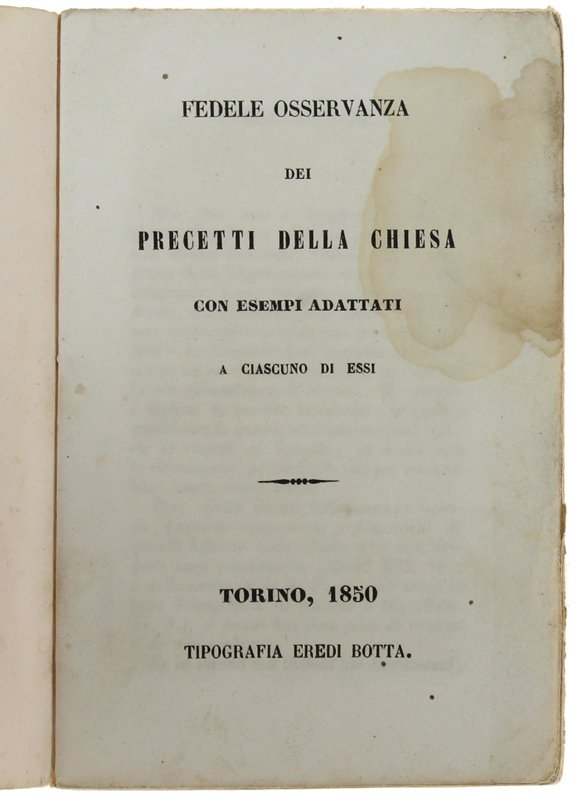 FEDELE OSSERVANZA
DEI
PRECETTI DELLA CHIESA
CON ESEMPI ADATTATI
A CIASCUNO DI ESSI
TORINO, 1850
TIPOGRAFIA EREDI BOTTA.